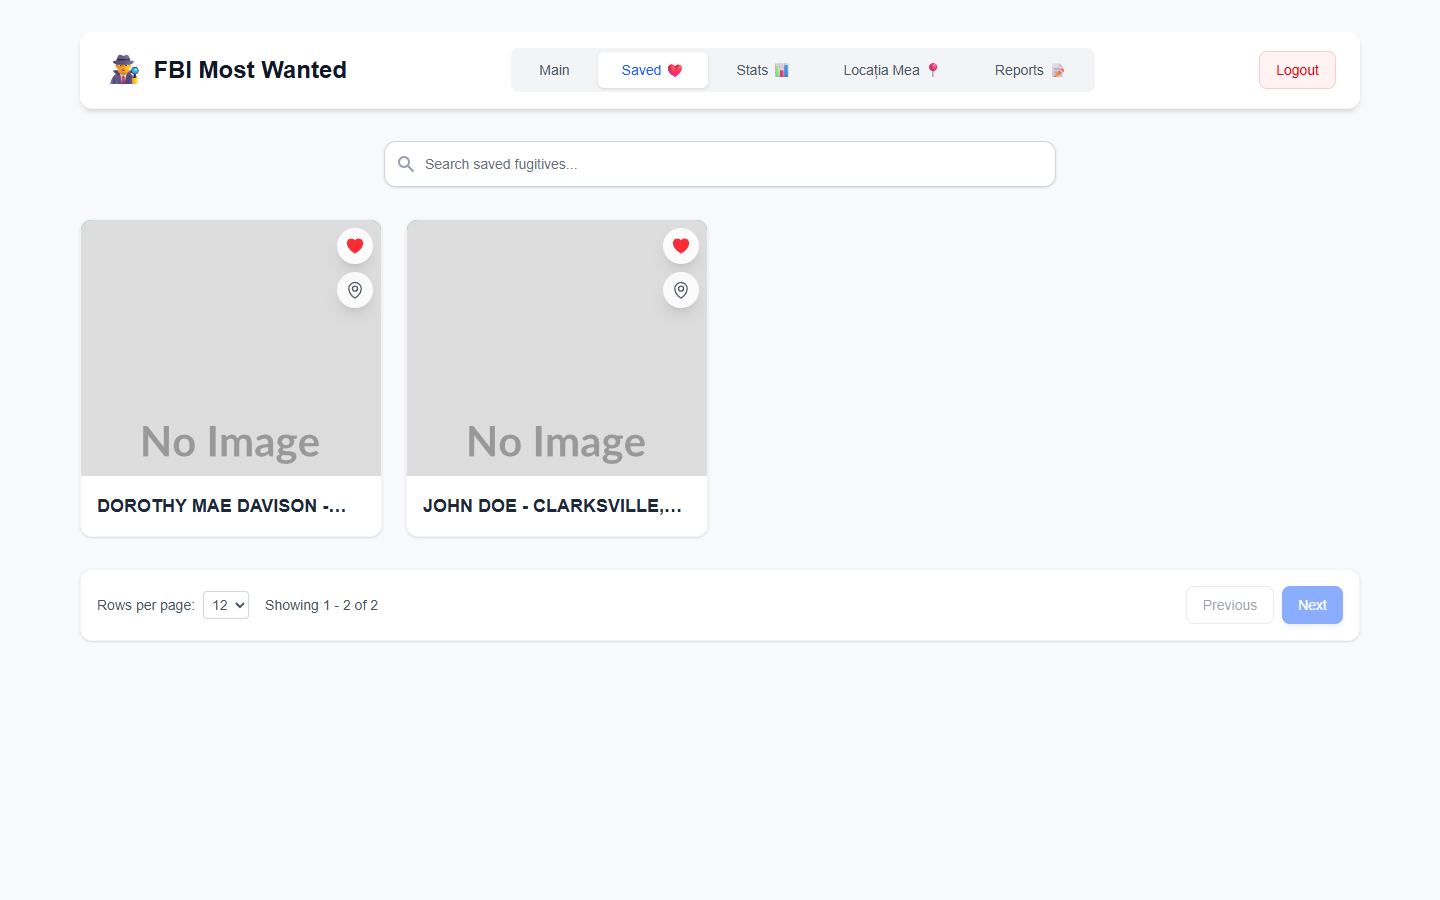 FBI Most Wanted
Main
Saved
Stats
Locația Mea
Reports
Logout
Search saved fugitives...
No Image
No Image
DOROTHY MAE DAVISON -...
JOHN DOE - CLARKSVILLE,...
Rows per page:
12
Showing 1 - 2 of 2
Previous
Next